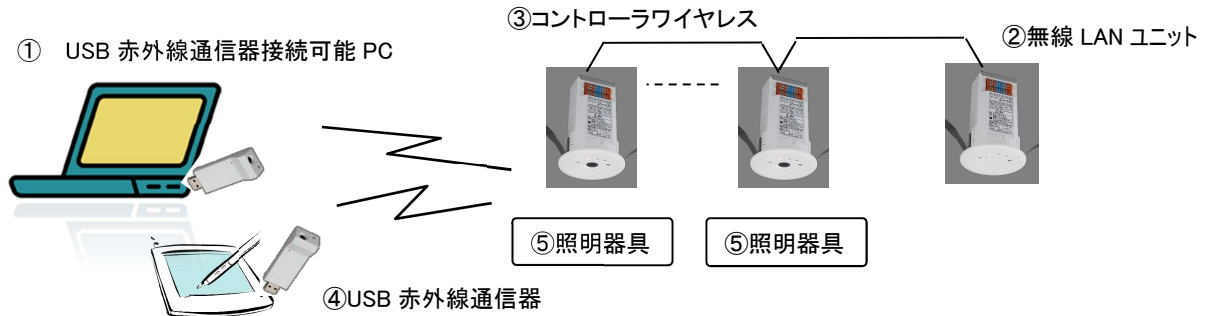 ③コントローラワイヤレス
① USB 赤外線通信器接続可能 PC
②無線 LAN ユニット
⑤照明器具
⑤照明器具
④USB 赤外線通信器